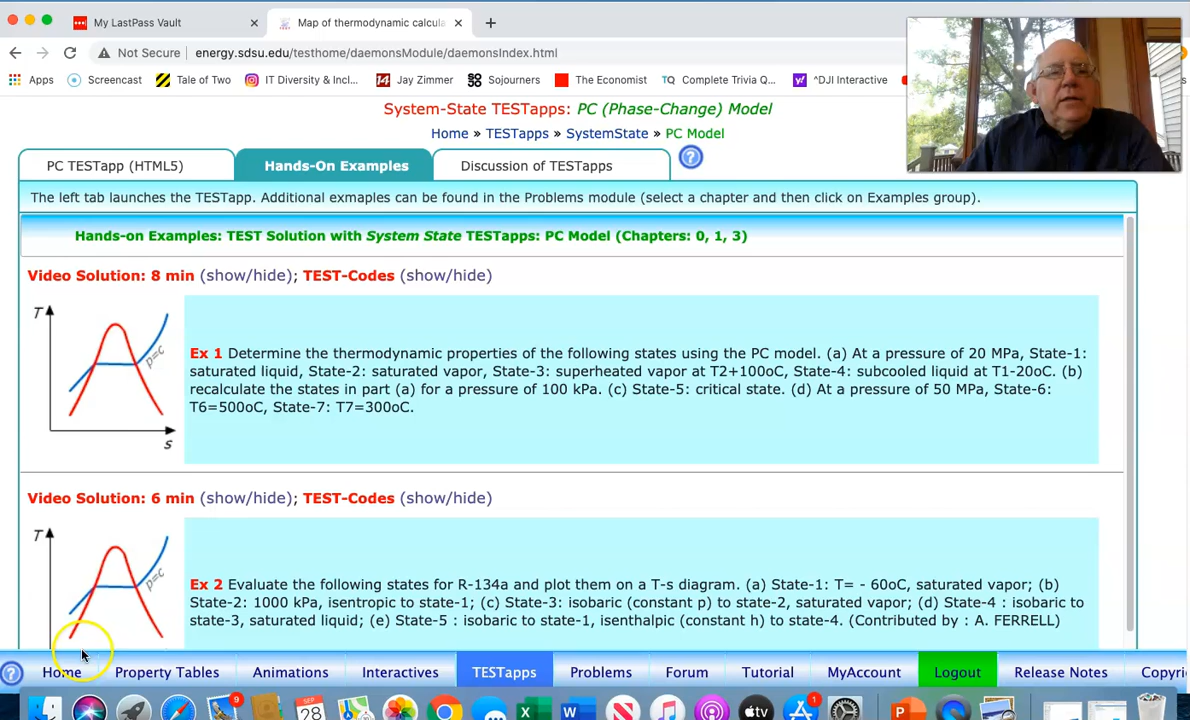 My LastPass Vault
Map of thermodynamic calcula
Not Secure
energy.sdsu.edu/testhome/daemonsModule/daemonsIndex.html
Apps Screencast Tale of Two IT Diversity & Incl... 14 Jay Zimmer Sojourners The Economist TQ Complete Trivia Q... y! ^DJI Interactive
System-State TESTapps: PC (Phase-Change) Model
Home » TESTapps » SystemState » PC Model
PC TESTapp (HTML5) Hands-On Examples Discussion of TESTapps ?
The left tab launches the TESTapp. Additional exmaples can be found in the Problems module (select a chapter and then click on Examples group).
Hands-on Examples: TEST Solution with System State TESTapps: PC Model (Chapters: 0, 1, 3)
Video Solution: 8 min (show/hide); TEST-Codes (show/hide)
T
p=c
s
Ex 1 Determine the thermodynamic properties of the following states using the PC model. (a) At a pressure of 20 MPa, State-1:
saturated liquid, State-2: saturated vapor, State-3: superheated vapor at T2+100oC, State-4: subcooled liquid at T1-20oC. (b)
recalculate the states in part (a) for a pressure of 100 kPa. (c) State-5: critical state. (d) At a pressure of 50 MPa, State-6:
T6=500oC, State-7: T7=300oC.
Video Solution: 6 min (show/hide); TEST-Codes (show/hide)
T
p=c
Ex 2 Evaluate the following states for R-134a and plot them on a T-s diagram. (a) State-1: T= - 60oC, saturated vapor; (b)
State-2: 1000 kPa, isentropic to state-1; (c) State-3: isobaric (constant p) to state-2, saturated vapor; (d) State-4 : isobaric to
state-3, saturated liquid; (e) State-5 : isobaric to state-1, isenthalpic (constant h) to state-4. (Contributed by : A. FERRELL)
? Home Property Tables Animations Interactives TESTapps Problems Forum Tutorial MyAccount Logout Release Notes Copyri
9
SEP
28
X
W
tv
1
P